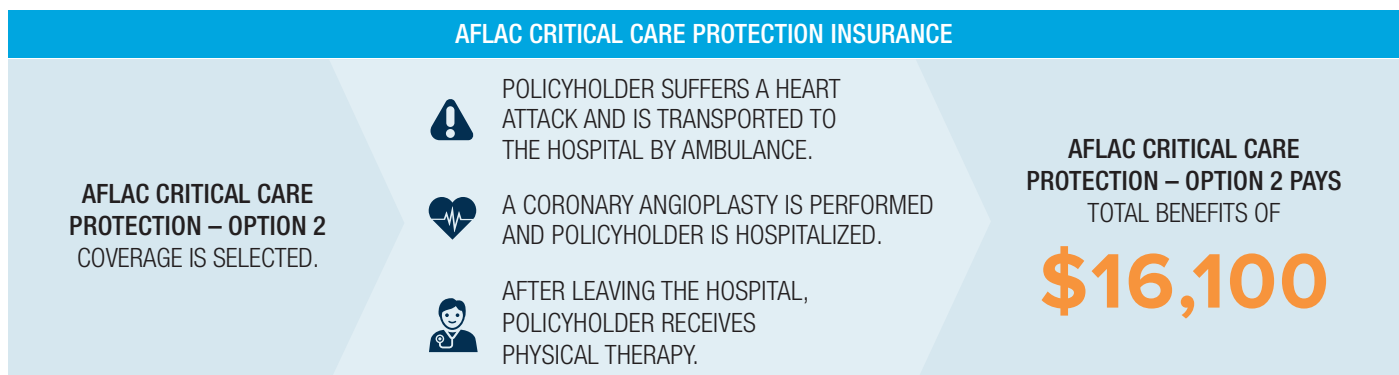 AFLAC CRITICAL CARE PROTECTION INSURANCE
AFLAC CRITICAL CARE
PROTECTION – OPTION 2
COVERAGE IS SELECTED.
POLICYHOLDER SUFFERS A HEART
ATTACK AND IS TRANSPORTED TO
THE HOSPITAL BY AMBULANCE.
A CORONARY ANGIOPLASTY IS PERFORMED
AND POLICYHOLDER IS HOSPITALIZED.
AFTER LEAVING THE HOSPITAL,
POLICYHOLDER RECEIVES
PHYSICAL THERAPY.
AFLAC CRITICAL CARE
PROTECTION – OPTION 2 PAYS
TOTAL BENEFITS OF
$16,100